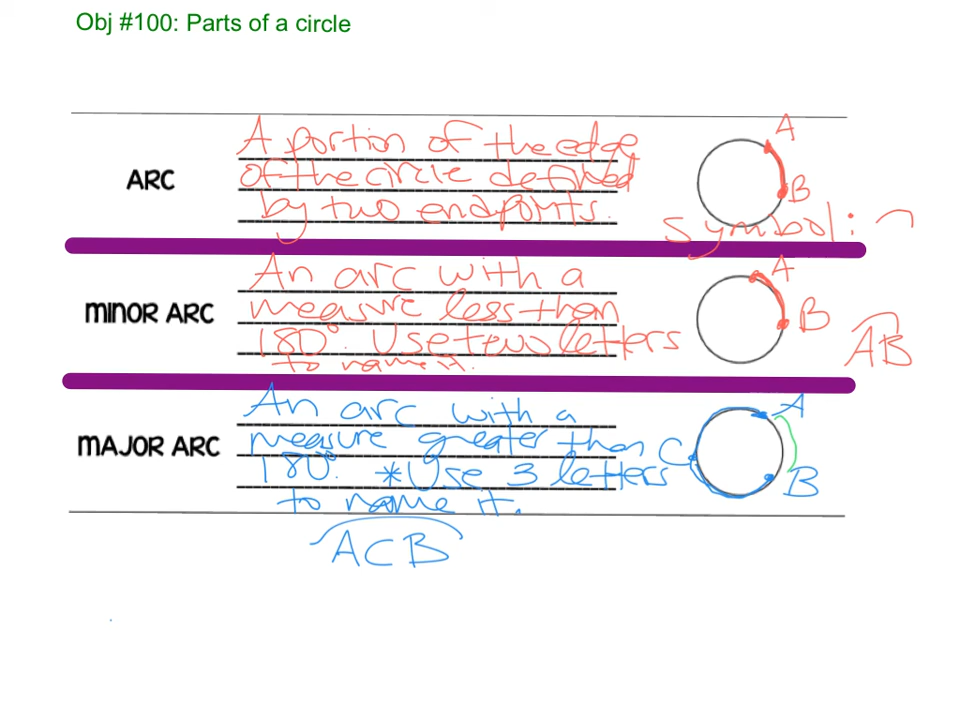 Obj #100: Parts of a circle
A portion of the edge
ARC of the circle defined
by two endpoints.
A
B
Symbol: ⌒
An arc with a
MINOR ARC measure less than
180°. Use two letters
to name it.
A
B
AB
An arc with a
MAJOR ARC measure greater than
180°. *Use 3 letters
to name it.
A
C
B
ACB